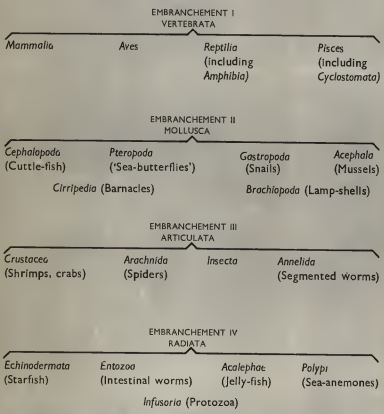 EMBRANCHEMENT I
VERTEBRATA
Mammalia Aves Reptilia Pisces
(including (including
Amphibia) Cyclostomata)
EMBRANCHEMENT II
MOLLUSCA
Cephalopoda Pteropoda Gastropoda Acephala
(Cuttle-fish) ('Sea-butterflies') (Snails) (Mussels)
Cirripedia (Barnacles) Brachiopoda (Lamp-shells)
EMBRANCHEMENT III
ARTICULATA
Crustacea Arachnida Insecta Annelida
(Shrimps, crabs) (Spiders) (Segmented worms)
EMBRANCHEMENT IV
RADIATA
Echinodermata Entozoa Acalephae Polypi
(Starfish) (Intestinal worms) (Jelly-fish) (Sea-anemones)
Infusoria (Protozoa)